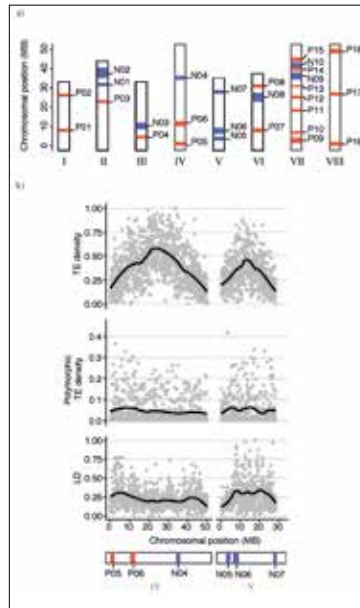 a)
Chromosomal position (MB)
50
40
30
20
10
0
P02
P01
N02
N01
P03
N03
P04
N04
P06
P05
N07
N06
N05
P08
N08
P07
P15
N10
P14
N09
P13
P12
P11
P10
P09
P18
P17
P16
I II III IV V VI VII VIII
b)
TE density
1.00
0.75
0.50
0.25
0.00
Polymorphic
TE density
0.4
0.3
0.2
0.1
0.0
LD
1.00
0.75
0.50
0.25
0.00
0 10 20 30 40 50 0 10 20 30
Chromosomal position (MB)
P05 P06 N04 N05 N06 N07
IV V